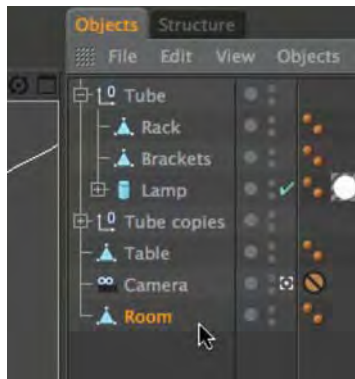 Objects Structure
File Edit View Objects
Tube
Rack
Brackets
Lamp
Tube copies
Table
Camera
Room